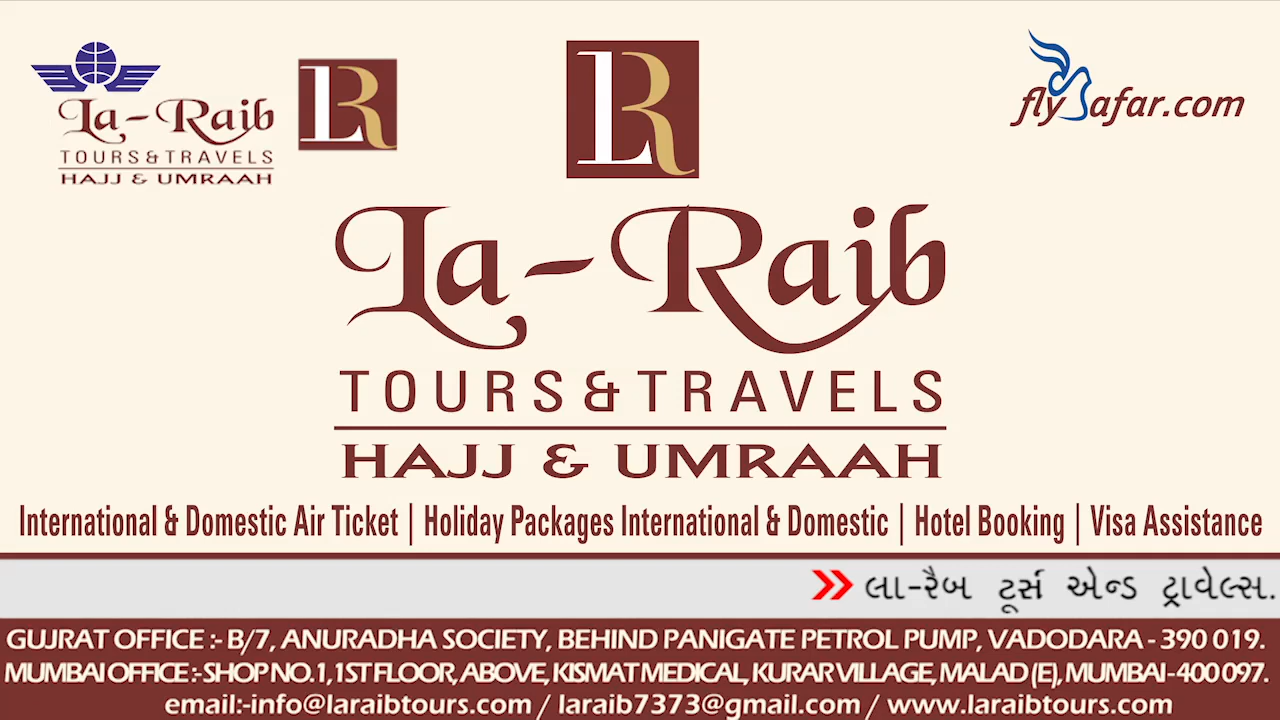 La-Raib
TOURS & TRAVELS
HAJJ & UMRAAH
LR
LR
flySafar.com
La-Raib
TOURS & TRAVELS
HAJJ & UMRAAH
International & Domestic Air Ticket | Holiday Packages International & Domestic | Hotel Booking | Visa Assistance
લા-રૈબ ટૂર્સ એન્ડ ટ્રાવેલ્સ.
GUJRAT OFFICE :- B/7, ANURADHA SOCIETY, BEHIND PANIGATE PETROL PUMP, VADODARA - 390 019.
MUMBAI OFFICE :- SHOP NO. 1, 1ST FLOOR, ABOVE, KISMAT MEDICAL, KURAR VILLAGE, MALAD (E), MUMBAI - 400 097.
email:-info@laraibtours.com / laraib7373@gmail.com / www.laraibtours.com